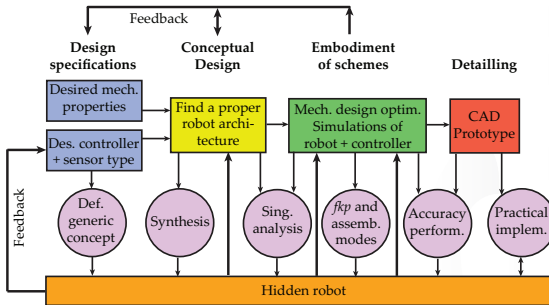 Feedback
Design
specifications
Conceptual
Design
Embodiment
of schemes
Detailling
Desired mech.
properties
Des. controller
+ sensor type
Find a proper
robot archi-
tecture
Mech. design optim.
Simulations of
robot + controller
CAD
Prototype
Feedback
Def.
generic
concept
Synthesis
Sing.
analysis
fkp and
assemb.
modes
Accuracy
perform.
Practical
implem.
Hidden robot